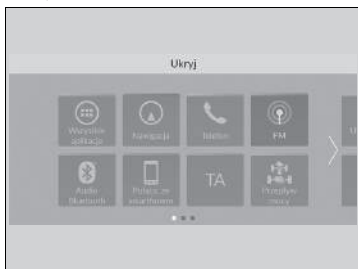 Ukryj
Wszystkie
aplikacje
Nawigacja
Telefon
FM
Audio
Bluetooth
Połącz ze
smartfonem
TA
Przepływ
mocy